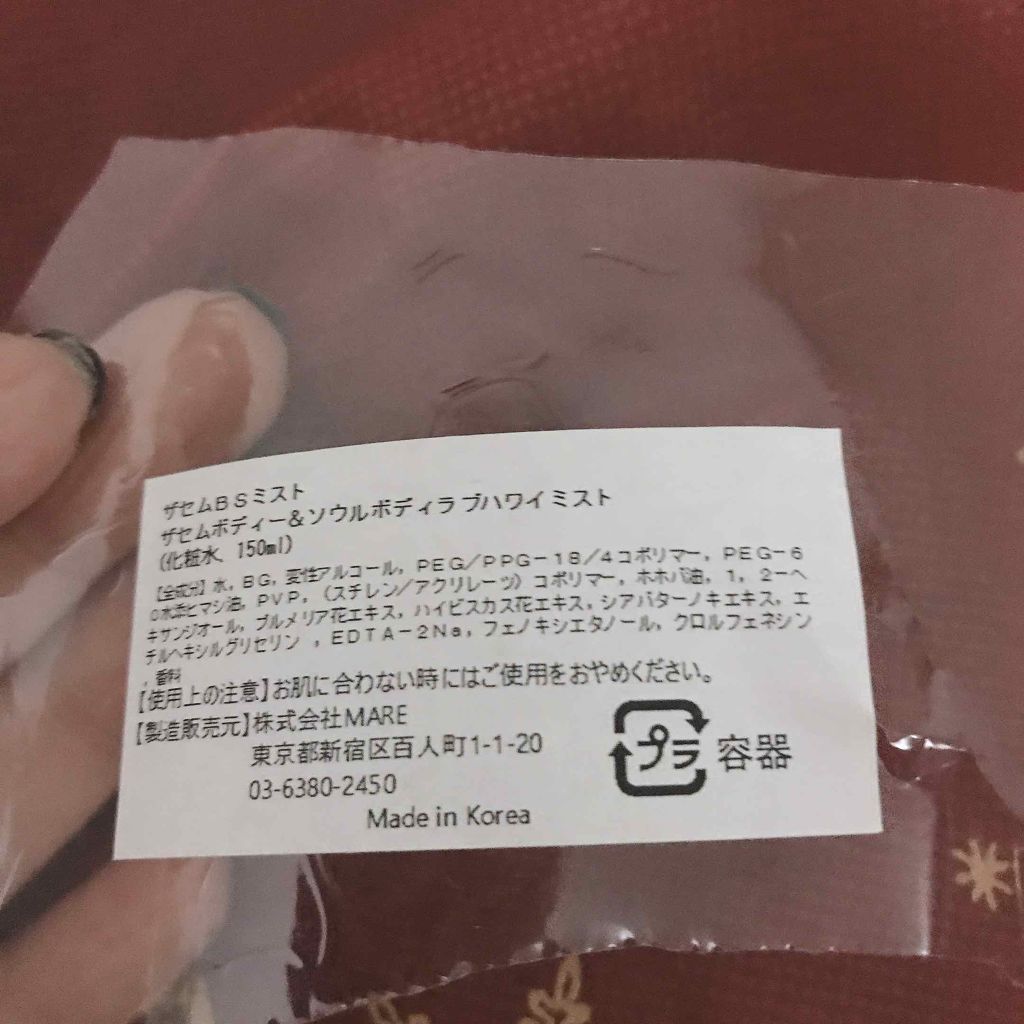 ザセムBSミスト
ザセムボディー&ソウルボディラブハワイミスト
(化粧水、150ml)
【全成分】水，BG，変性アルコール，PEG/PPG-18/4コポリマー，PEG-6
0水添ヒマシ油，PVP，(スチレン/アクリレーツ)コポリマー，ホホバ油，1，2-ヘ
キサンジオール，プルメリア花エキス，ハイビスカス花エキス，シアバターノキエキス，エ
チルヘキシルグリセリン ，EDTA-2Na，フェノキシエタノール，クロルフェネシン
，香料
【使用上の注意】お肌に合わない時にはご使用をおやめください。
【製造販売元】株式会社MARE
東京都新宿区百人町1-1-20
03-6380-2450
Made in Korea
プラ 容器